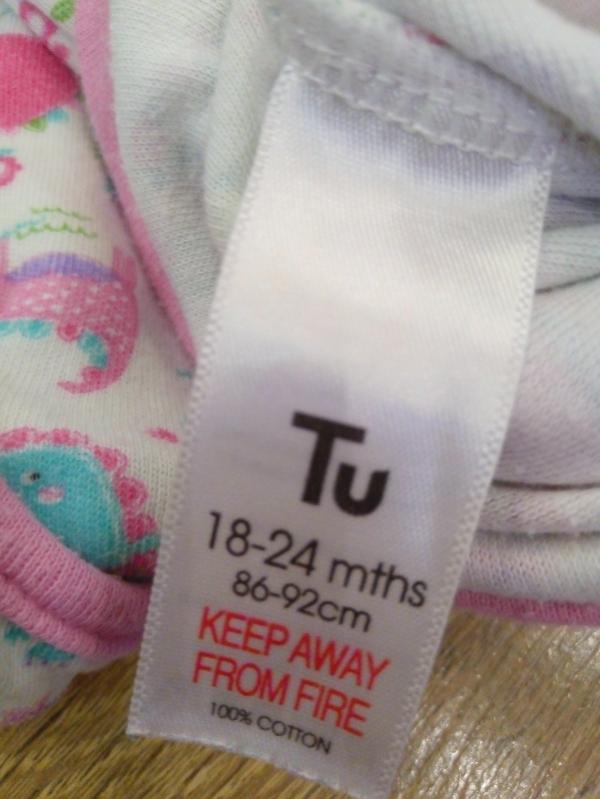 Tu
18-24 mths
86-92cm
KEEP AWAY
FROM FIRE
100% COTTON